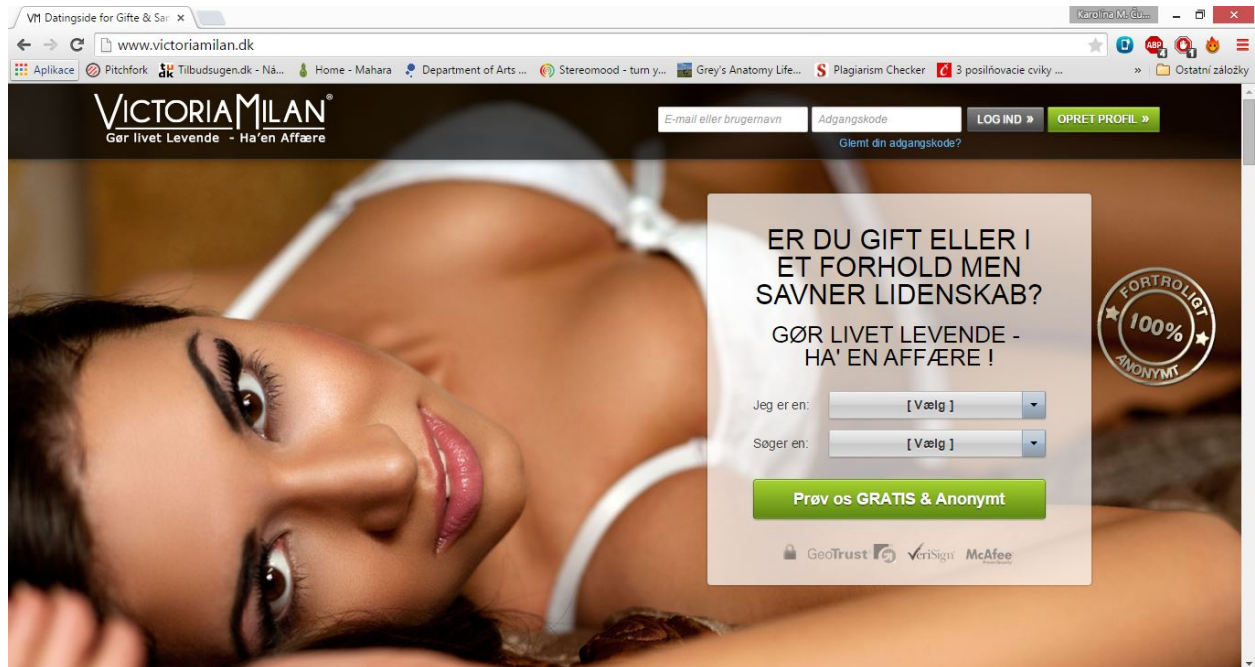 VM Datingside for Gifte & Sar
Karolína M. Ču...
www.victoriamilan.dk
ABP
4
1
Aplikace
Pitchfork
Tilbudsugen.dk - Ná...
Home - Mahara
Department of Arts ...
Stereomood - turn y...
Grey's Anatomy Life...
Plagiarism Checker
3 posilňovacie cviky ...
»
Ostatní záložky
VICTORIAMILAN®
Gør livet Levende - Ha'en Affære
E-mail eller brugernavn
Adgangskode
LOG IND »
OPRET PROFIL »
Glemt din adgangskode?
ER DU GIFT ELLER I
ET FORHOLD MEN
SAVNER LIDENSKAB?
GØR LIVET LEVENDE -
HA' EN AFFÆRE !
FORTROLIGT
100%
ANONYMT
Jeg er en:
[ Vælg ]
Søger en:
[ Vælg ]
Prøv os GRATIS & Anonymt
GeoTrust
VeriSign
McAfee